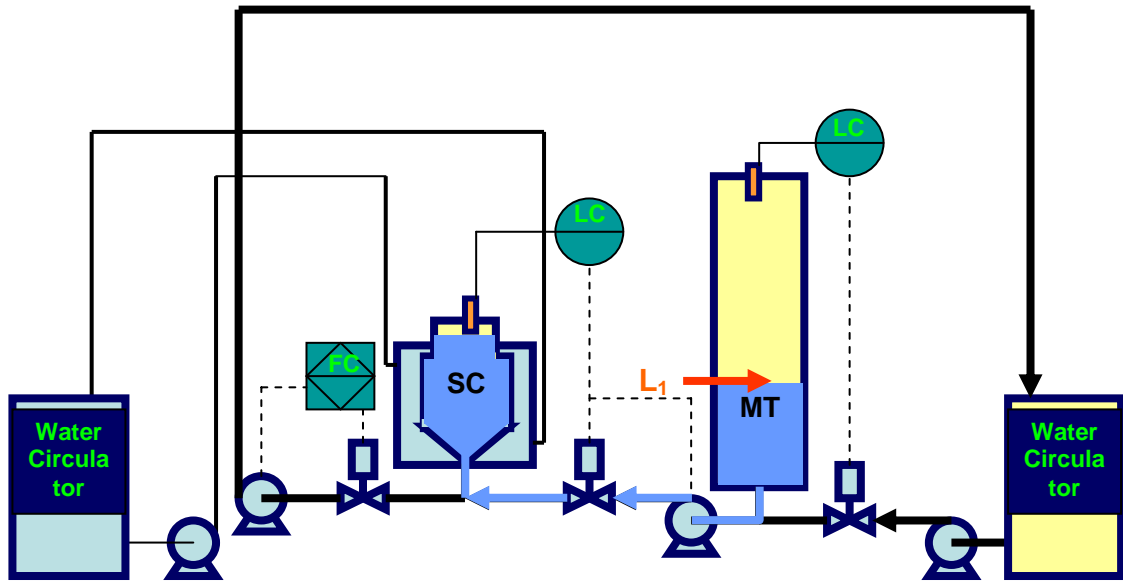 LC
LC
FC
SC
L₁
MT
Water
Circula
tor
Water
Circula
tor